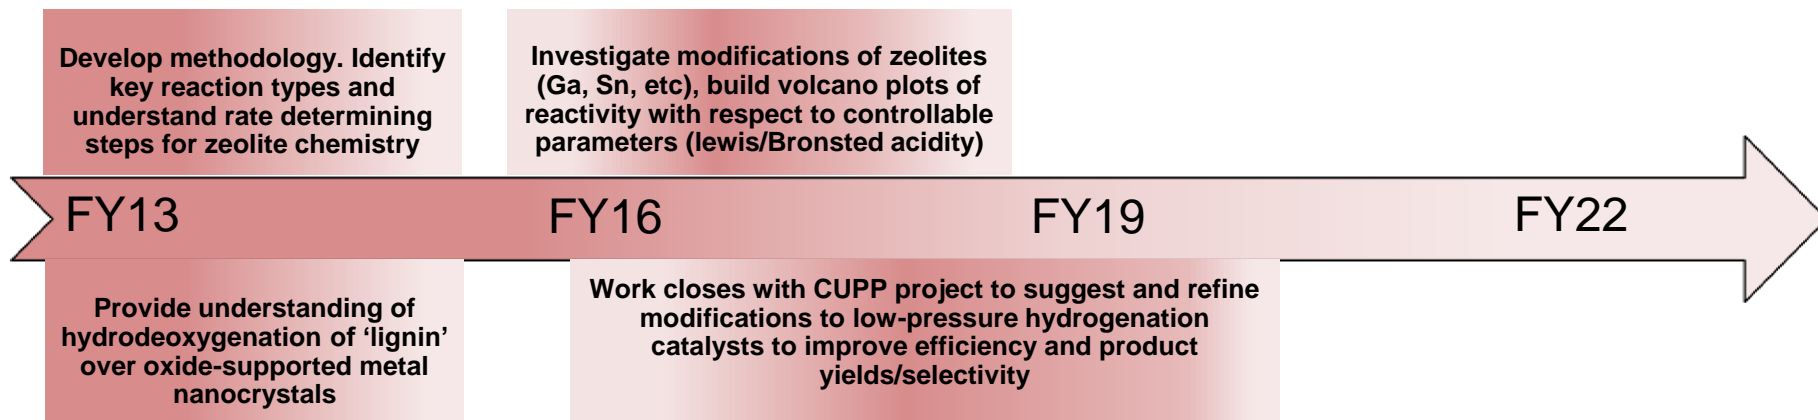 Develop methodology. Identify
key reaction types and
understand rate determining
steps for zeolite chemistry
Investigate modifications of zeolites
(Ga, Sn, etc), build volcano plots of
reactivity with respect to controllable
parameters (lewis/Bronsted acidity)
FY13
FY16
FY19
FY22
Provide understanding of
hydrodeoxygenation of ‘lignin’
over oxide-supported metal
nanocrystals
Work closes with CUPP project to suggest and refine
modifications to low-pressure hydrogenation
catalysts to improve efficiency and product
yields/selectivity